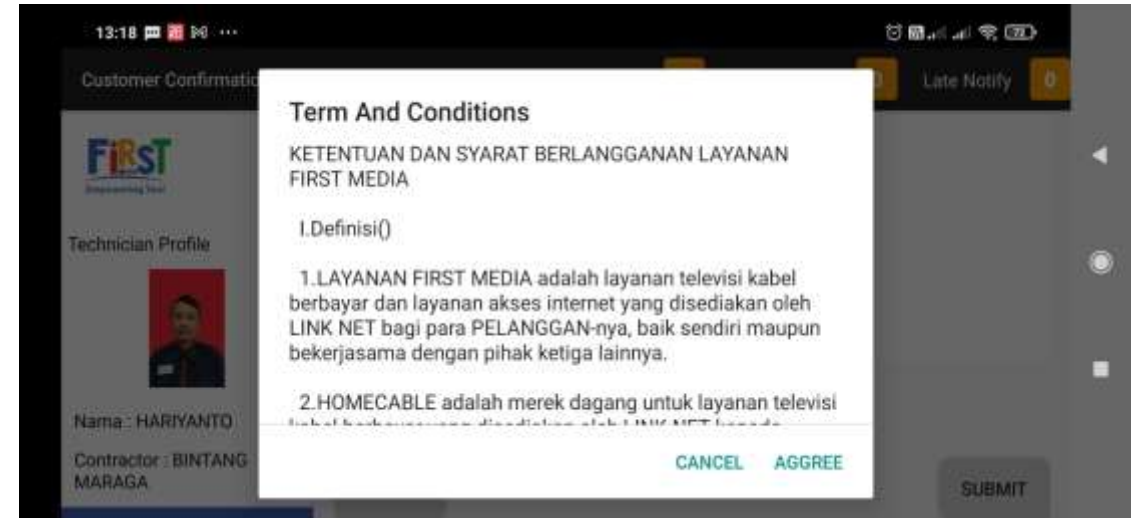 13:18
72
Customer Confirmatio
Late Notify
0
FiRST
Technician Profile
Nama : HARIYANTO
Contractor : BINTANG
MARAGA
Term And Conditions
KETENTUAN DAN SYARAT BERLANGGANAN LAYANAN
FIRST MEDIA
I.Definisi()
1.LAYANAN FIRST MEDIA adalah layanan televisi kabel
berbayar dan layanan akses internet yang disediakan oleh
LINK NET bagi para PELANGGAN-nya, baik sendiri maupun
bekerjasama dengan pihak ketiga lainnya.
2.HOMECABLE adalah merek dagang untuk layanan televisi
CANCEL AGGREE
SUBMIT